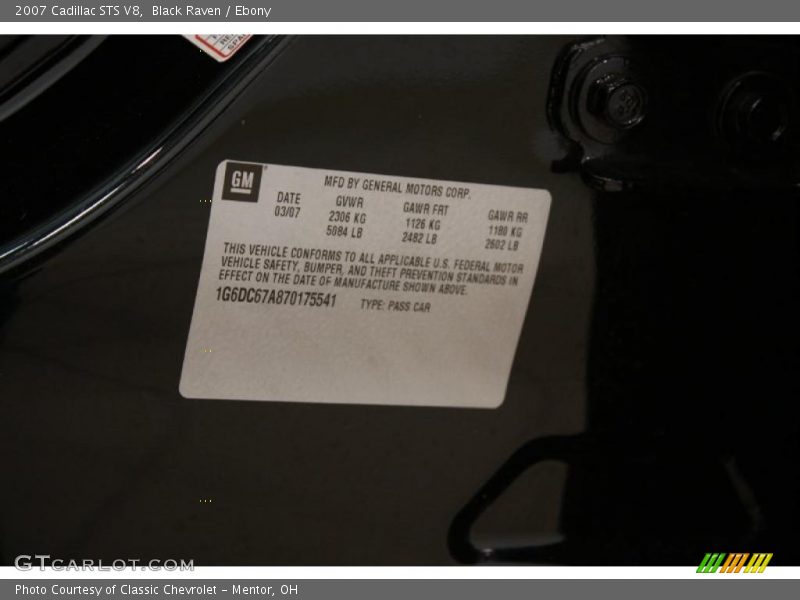 2007 Cadillac STS V8, Black Raven / Ebony
GM
MFD BY GENERAL MOTORS CORP.
DATE GVWR GAWR FRT GAWR RR
03/07 2306 KG 1126 KG 1180 KG
5084 LB 2482 LB 2602 LB
THIS VEHICLE CONFORMS TO ALL APPLICABLE U.S. FEDERAL MOTOR
VEHICLE SAFETY, BUMPER, AND THEFT PREVENTION STANDARDS IN
EFFECT ON THE DATE OF MANUFACTURE SHOWN ABOVE.
1G6DC67A870175541 TYPE: PASS CAR
GTCARLOT.COM
Photo Courtesy of Classic Chevrolet - Mentor, OH